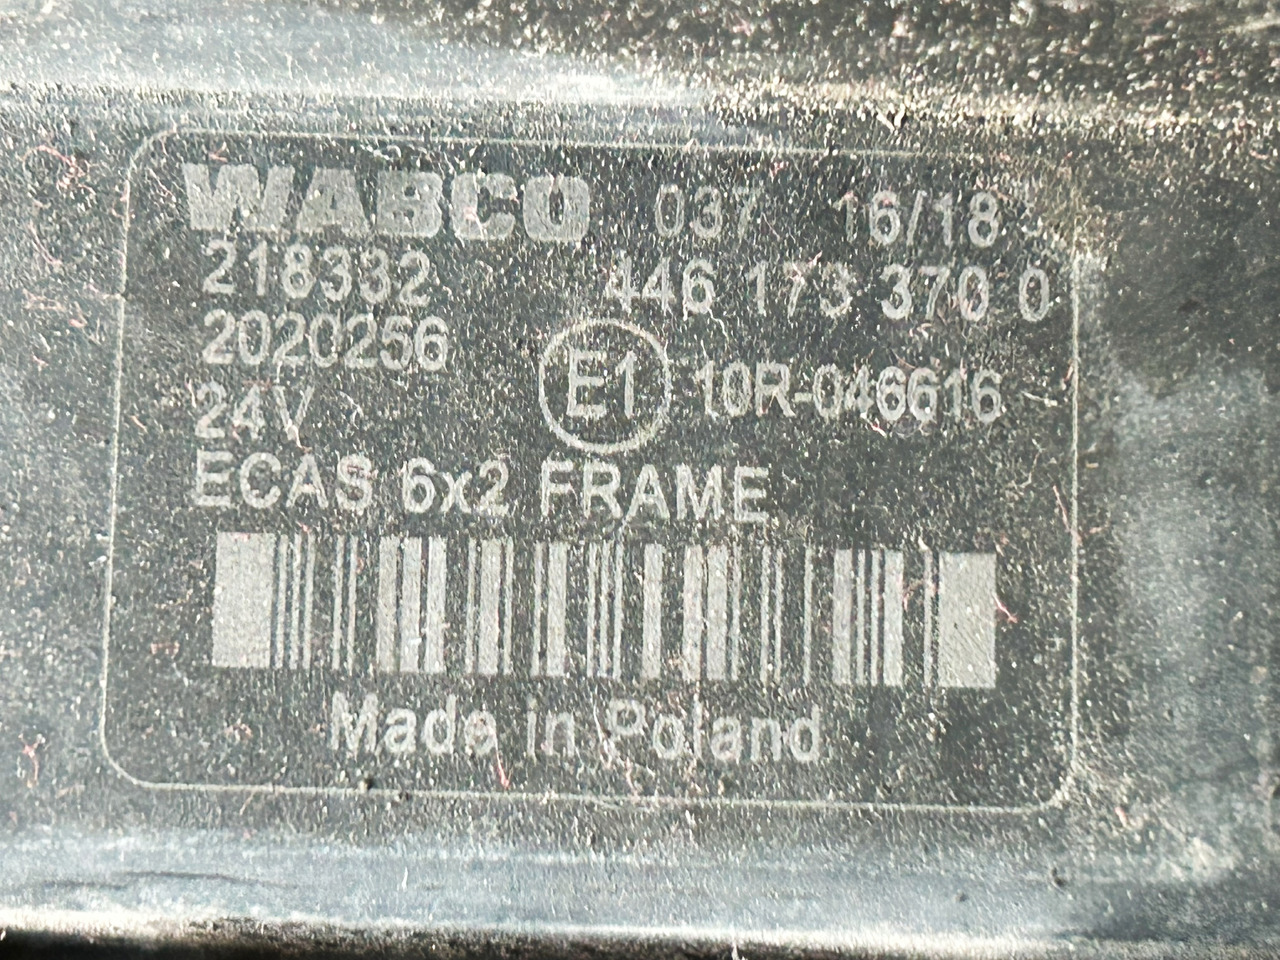 WABCO 037 16/18
218332 446 173 370 0
2020256
24V E1 10R-046616
ECAS 6x2 FRAME
Made in Poland